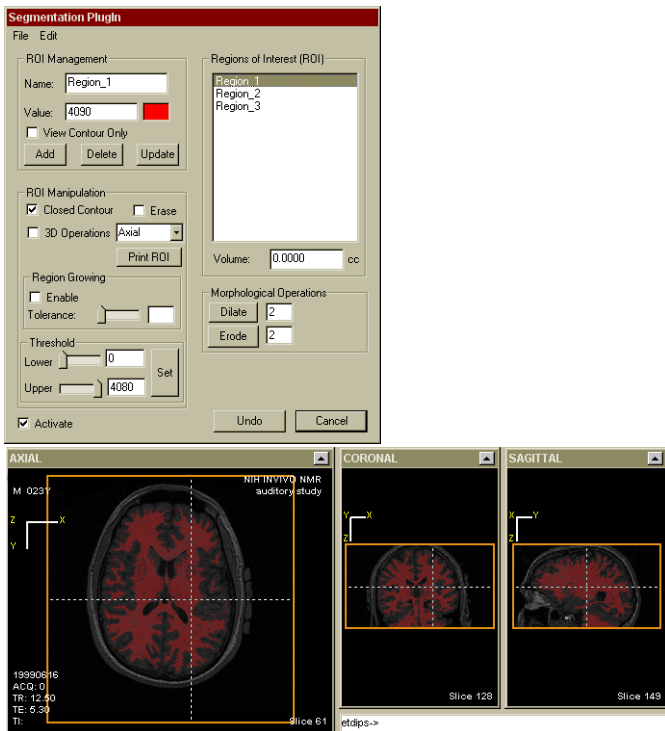 Segmentation PlugIn
File Edit
ROI Management
Name: Region_1
Value: 4090
View Contour Only
Add Delete Update
ROI Manipulation
Closed Contour Erase
3D Operations Axial
Print ROI
Region Growing
Enable
Tolerance:
Threshold
Lower 0
Upper 4080
Set
Activate
Regions of Interest (ROI)
Region_1
Region_2
Region_3
Volume: 0.0000 cc
Morphological Operations
Dilate 2
Erode 2
Undo Cancel
AXIAL
NIH INVIVO NMR
M 023Y auditory study
Z X
Y
19990616
ACQ: 0
TR: 12.50
TE: 5.30
TI: Slice 61
CORONAL
Y X
Z
Slice 128
SAGITTAL
X Y
Z
Slice 149
etdips->